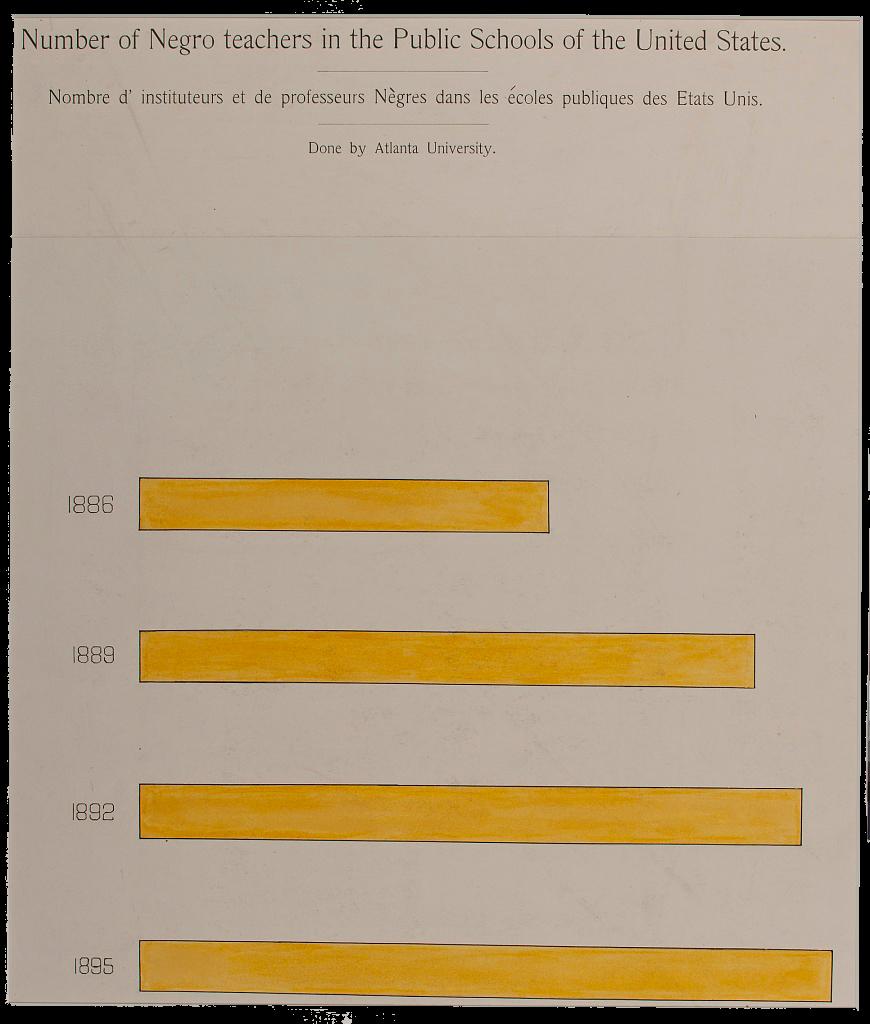 Number of Negro teachers in the Public Schools of the United States.
Nombre d' instituteurs et de professeurs Nègres dans les écoles publiques des Etats Unis.
Done by Atlanta University.
1886
1889
1892
1895